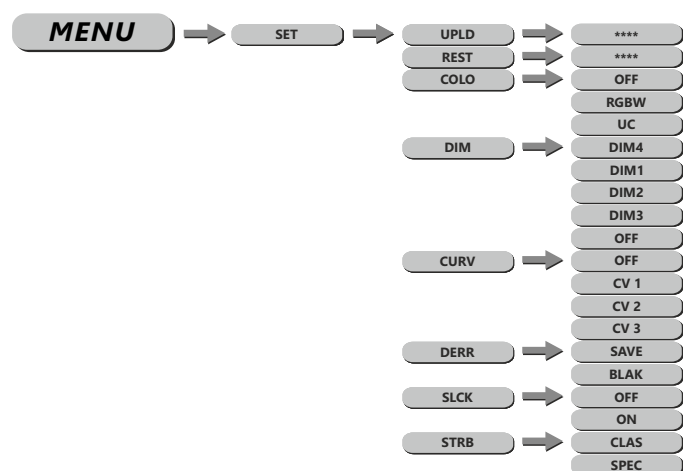 MENU SET UPLD ****
REST ****
COLO OFF
RGBW
UC
DIM DIM4
DIM1
DIM2
DIM3
OFF
CURV OFF
CV 1
CV 2
CV 3
DERR SAVE
BLAK
SLCK OFF
ON
STRB CLAS
SPEC